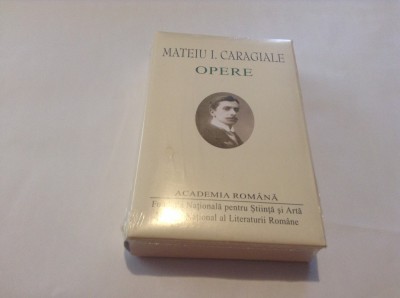 MATEIU I. CARAGIALE
OPERE
ACADEMIA ROMÂNĂ
Națională pentru Știință și Artă
Național al Literaturii Române